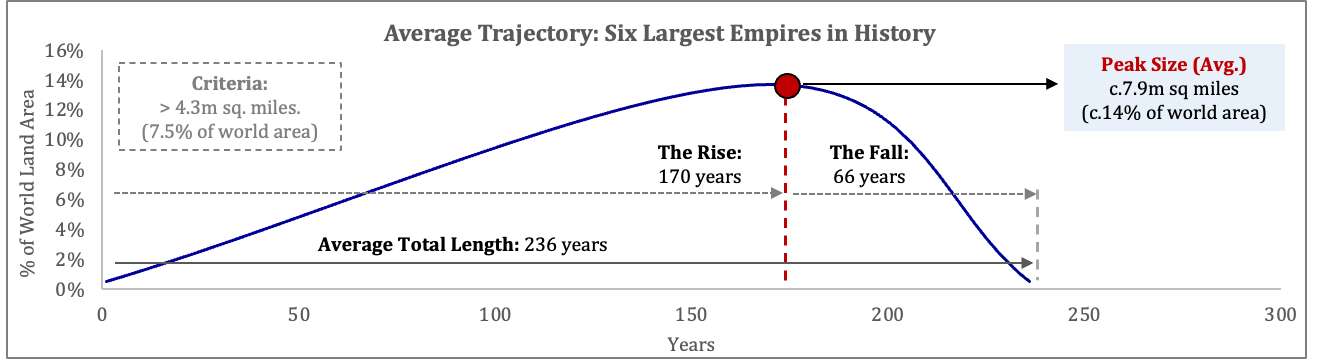 Average Trajectory: Six Largest Empires in History
16%
14%
12%
10%
8%
6%
4%
2%
0%
% of World Land Area
Criteria:
> 4.3m sq. miles.
(7.5% of world area)
Peak Size (Avg.)
c.7.9m sq miles
(c.14% of world area)
The Rise:
170 years
The Fall:
66 years
Average Total Length: 236 years
0
50
100
150
200
250
300
Years